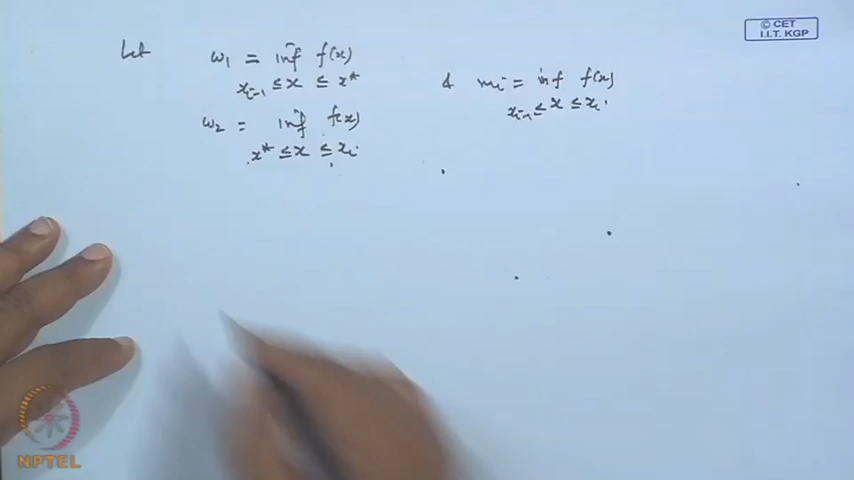 © CET
I.I.T. KGP
Let w₁ = inf f(x)
xᵢ₋₁ ≤ x ≤ x*
& mᵢ = inf f(x)
xᵢ₋₁ ≤ x ≤ xᵢ
w₂ = inf f(x)
x* ≤ x ≤ xᵢ
NPTEL